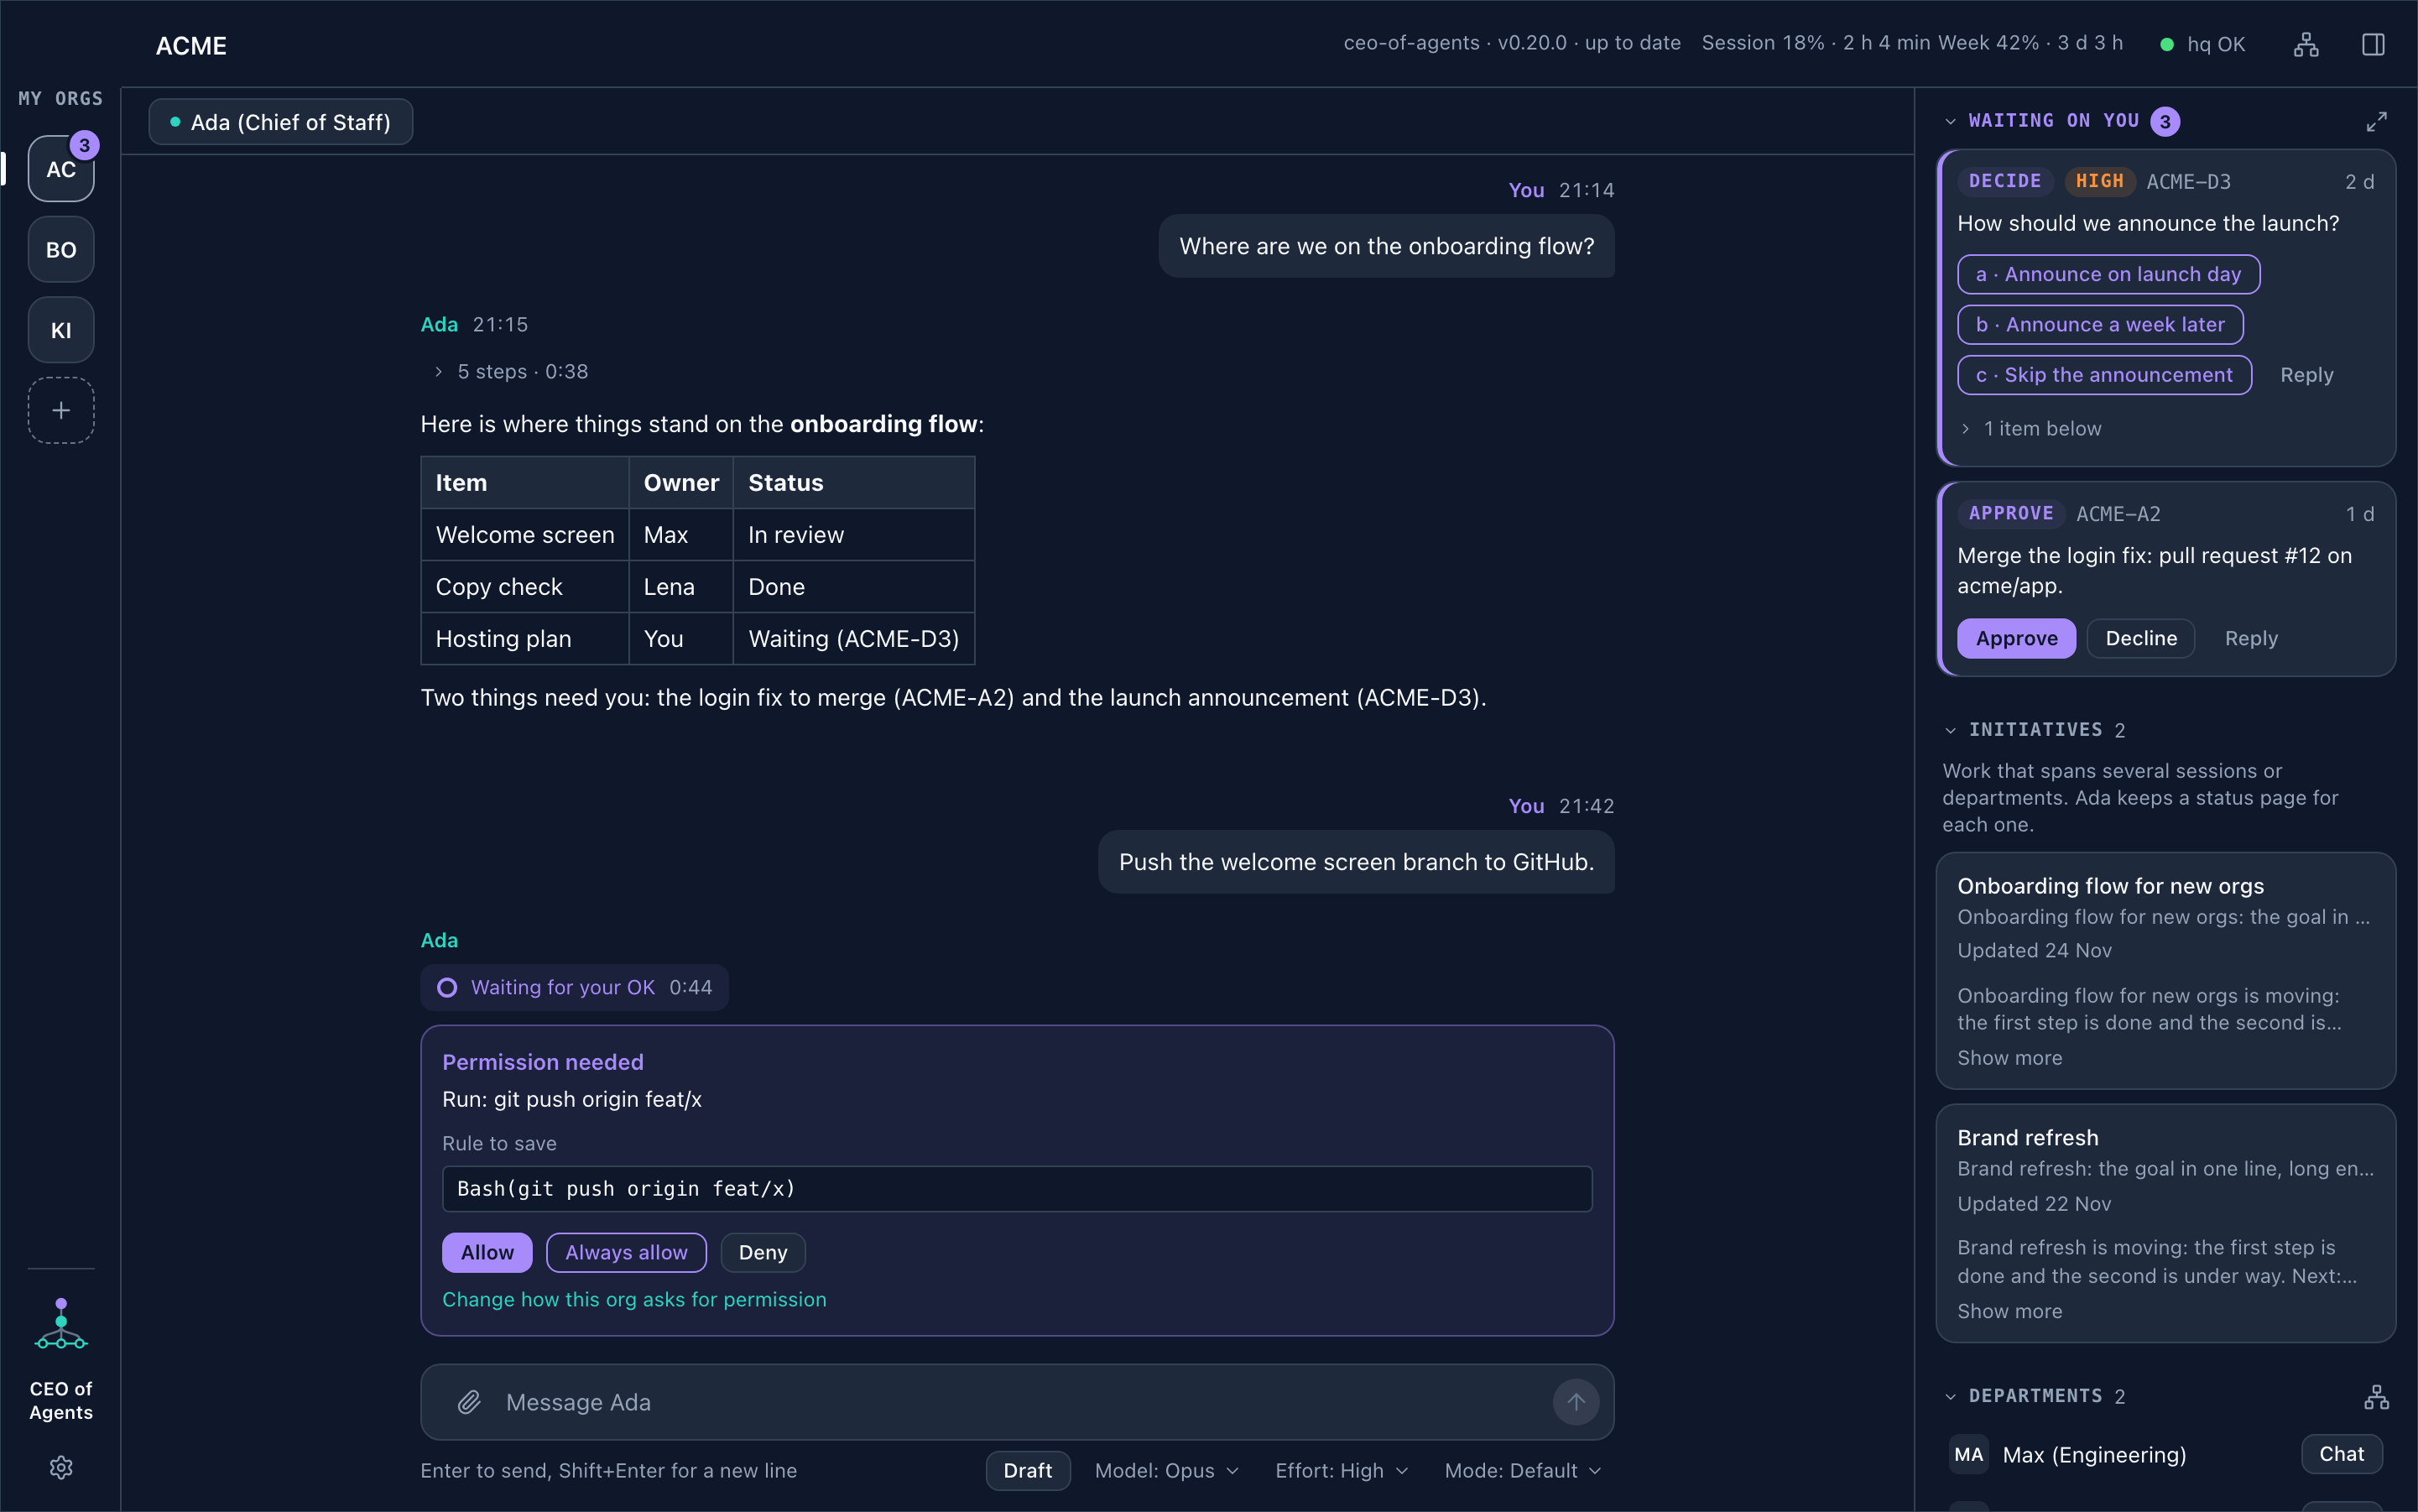 ACME
ceo-of-agents · v0.20.0 · up to date
Session 18% · 2 h 4 min Week 42% · 3 d 3 h
hq OK
MY ORGS
3
AC
BO
KI
+
CEO of
Agents
Ada (Chief of Staff)
You 21:14
Where are we on the onboarding flow?
Ada 21:15
5 steps · 0:38
Here is where things stand on the onboarding flow:
Item Owner Status
Welcome screen Max In review
Copy check Lena Done
Hosting plan You Waiting (ACME-D3)
Two things need you: the login fix to merge (ACME-A2) and the launch announcement (ACME-D3).
You 21:42
Push the welcome screen branch to GitHub.
Ada
Waiting for your OK 0:44
Permission needed
Run: git push origin feat/x
Rule to save
Bash(git push origin feat/x)
Allow Always allow Deny
Change how this org asks for permission
Message Ada
Enter to send, Shift+Enter for a new line
Draft Model: Opus Effort: High Mode: Default
WAITING ON YOU 3
DECIDE HIGH ACME-D3 2 d
How should we announce the launch?
a · Announce on launch day
b · Announce a week later
c · Skip the announcement Reply
1 item below
APPROVE ACME-A2 1 d
Merge the login fix: pull request #12 on
acme/app.
Approve Decline Reply
INITIATIVES 2
Work that spans several sessions or
departments. Ada keeps a status page for
each one.
Onboarding flow for new orgs
Onboarding flow for new orgs: the goal in ...
Updated 24 Nov
Onboarding flow for new orgs is moving:
the first step is done and the second is...
Show more
Brand refresh
Brand refresh: the goal in one line, long en...
Updated 22 Nov
Brand refresh is moving: the first step is
done and the second is under way. Next:...
Show more
DEPARTMENTS 2
MA Max (Engineering) Chat